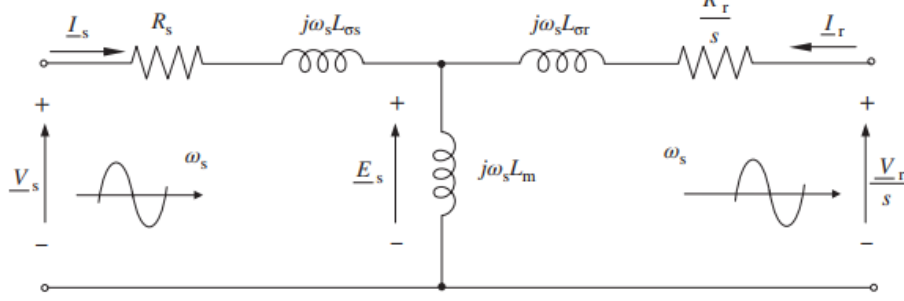 I_s R_s jω_sL_σs jω_sL_σr R_r/s I_r
+ + +
V_s ω_s E_s jω_sL_m ω_s V_r/s
− − −